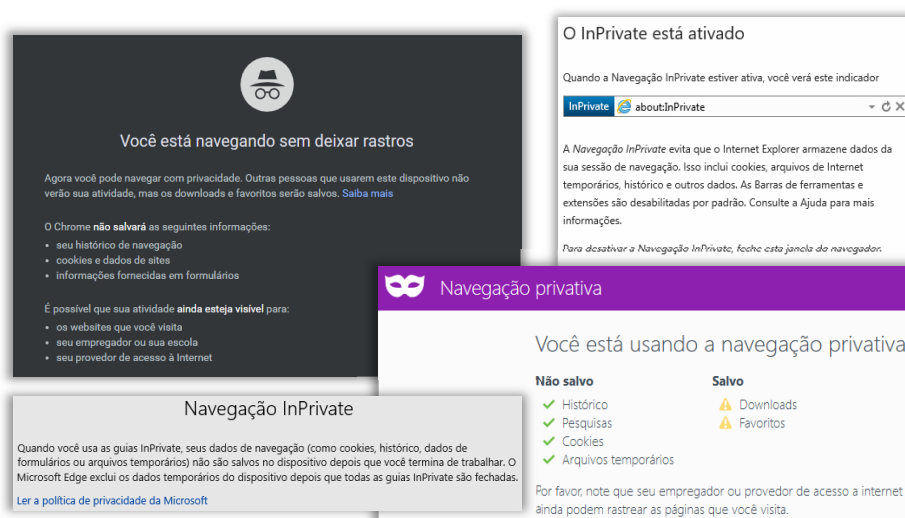 Você está navegando sem deixar rastros
Agora você pode navegar com privacidade. Outras pessoas que usarem este dispositivo não
verão sua atividade, mas os downloads e favoritos serão salvos. Saiba mais
O Chrome não salvará as seguintes informações:
• seu histórico de navegação
• cookies e dados de sites
• informações fornecidas em formulários
É possível que sua atividade ainda esteja visível para:
• os websites que você visita
• seu empregador ou sua escola
• seu provedor de acesso à Internet
O InPrivate está ativado
Quando a Navegação InPrivate estiver ativa, você verá este indicador
InPrivate about:InPrivate
A Navegação InPrivate evita que o Internet Explorer armazene dados da
sua sessão de navegação. Isso inclui cookies, arquivos de Internet
temporários, histórico e outros dados. As Barras de ferramentas e
extensões são desabilitadas por padrão. Consulte a Ajuda para mais
informações.
Para desativar a Navegação InPrivate, feche esta janela do navegador.
Navegação InPrivate
Quando você usa as guias InPrivate, seus dados de navegação (como cookies, histórico, dados de
formulários ou arquivos temporários) não são salvos no dispositivo depois que você termina de trabalhar. O
Microsoft Edge exclui os dados temporários do dispositivo depois que todas as guias InPrivate são fechadas.
Ler a política de privacidade da Microsoft
Navegação privativa
Você está usando a navegação privativa
Não salvo Salvo
Histórico Downloads
Pesquisas Favoritos
Cookies
Arquivos temporários
Por favor, note que seu empregador ou provedor de acesso a internet
ainda podem rastrear as páginas que você visita.